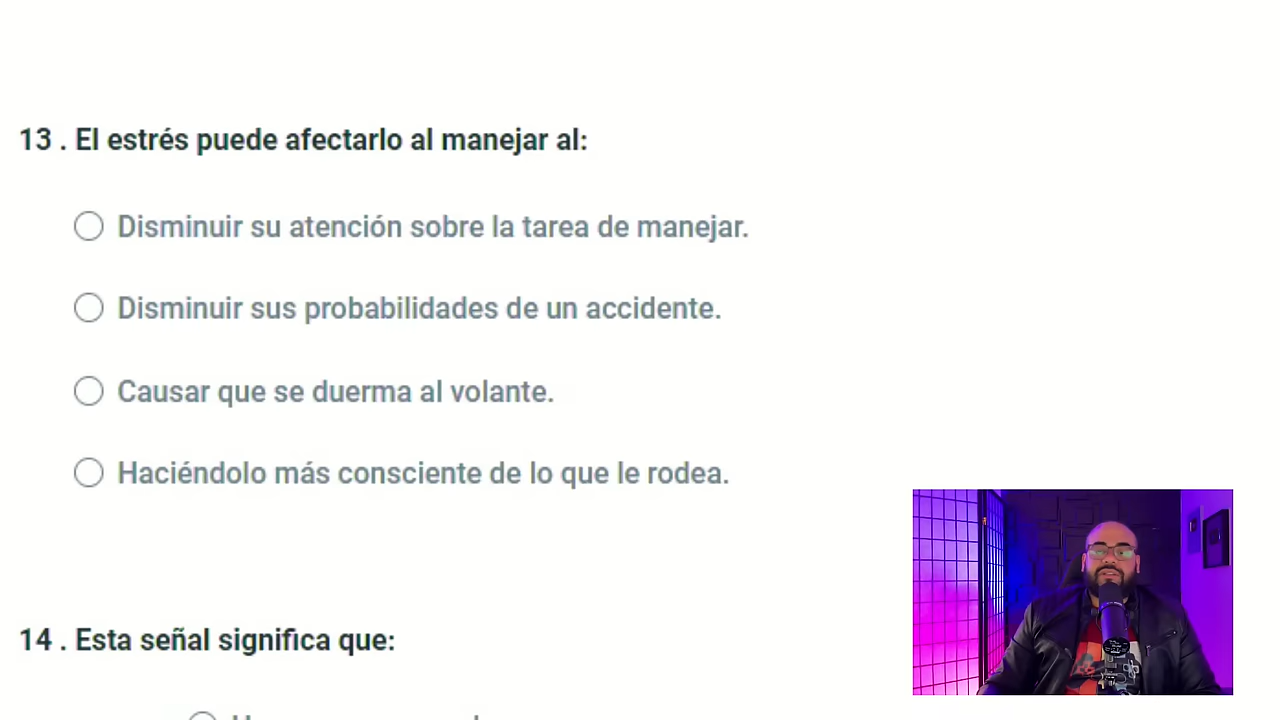 13 . El estrés puede afectarlo al manejar al:
Disminuir su atención sobre la tarea de manejar.
Disminuir sus probabilidades de un accidente.
Causar que se duerma al volante.
Haciéndolo más consciente de lo que le rodea.
14 . Esta señal significa que: